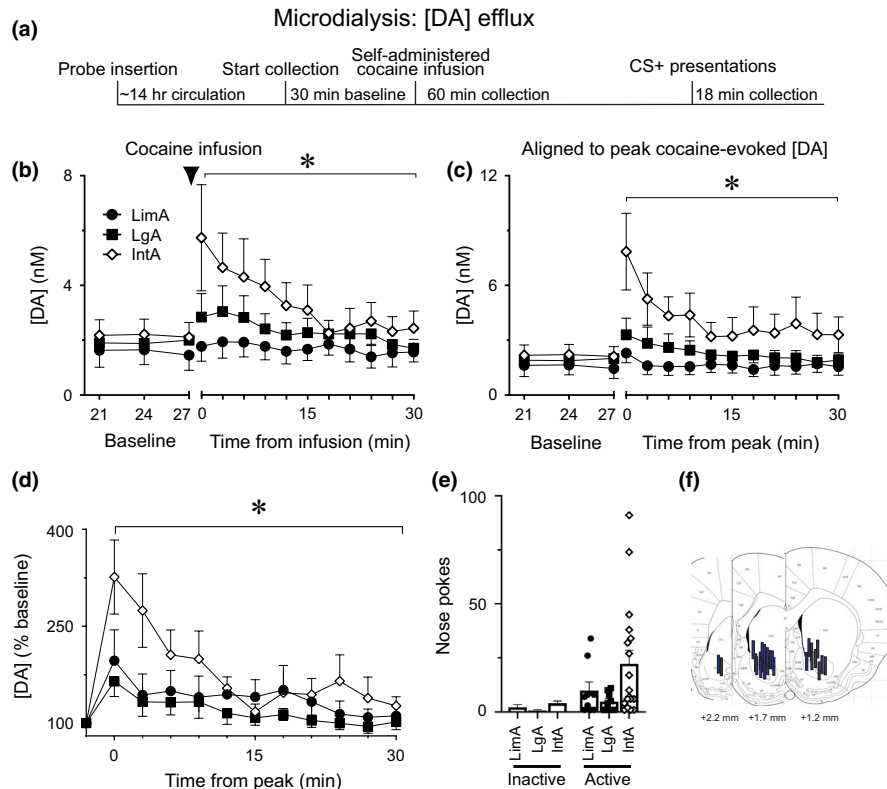 Microdialysis: [DA] efflux
(a)
Probe insertion
Start collection
Self-administered
cocaine infusion
CS+ presentations
~14 hr circulation
30 min baseline
60 min collection
18 min collection
(b)
Cocaine infusion
*
8
4
0
[DA] (nM)
LimA
LgA
IntA
21 24 27 0 15 30
Baseline
Time from infusion (min)
(c)
Aligned to peak cocaine-evoked [DA]
*
12
6
0
[DA] (nM)
21 24 27 0 15 30
Baseline
Time from peak (min)
(d)
*
400
250
100
[DA] (% baseline)
0 15 30
Time from peak (min)
(e)
100
50
0
Nose pokes
LimA LgA IntA LimA LgA IntA
Inactive Active
(f)
+2.2 mm +1.7 mm +1.2 mm